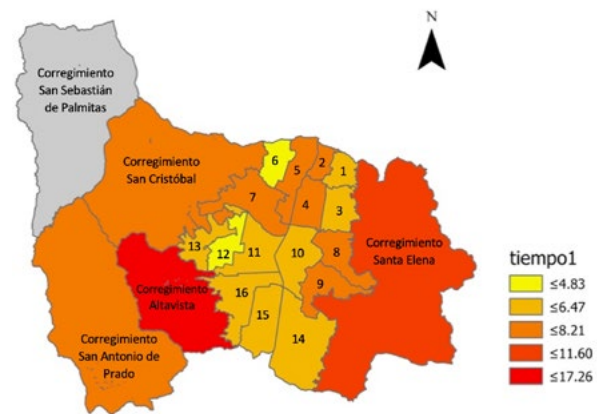 N
Corregimiento
San Sebastián
de Palmitas
Corregimiento
San Cristóbal
6
5
2
1
7
4
3
13
12
11
10
8
Corregimiento
Santa Elena
9
Corregimiento
Altavista
16
15
14
Corregimiento
San Antonio de
Prado
tiempo1
≤4.83
≤6.47
≤8.21
≤11.60
≤17.26